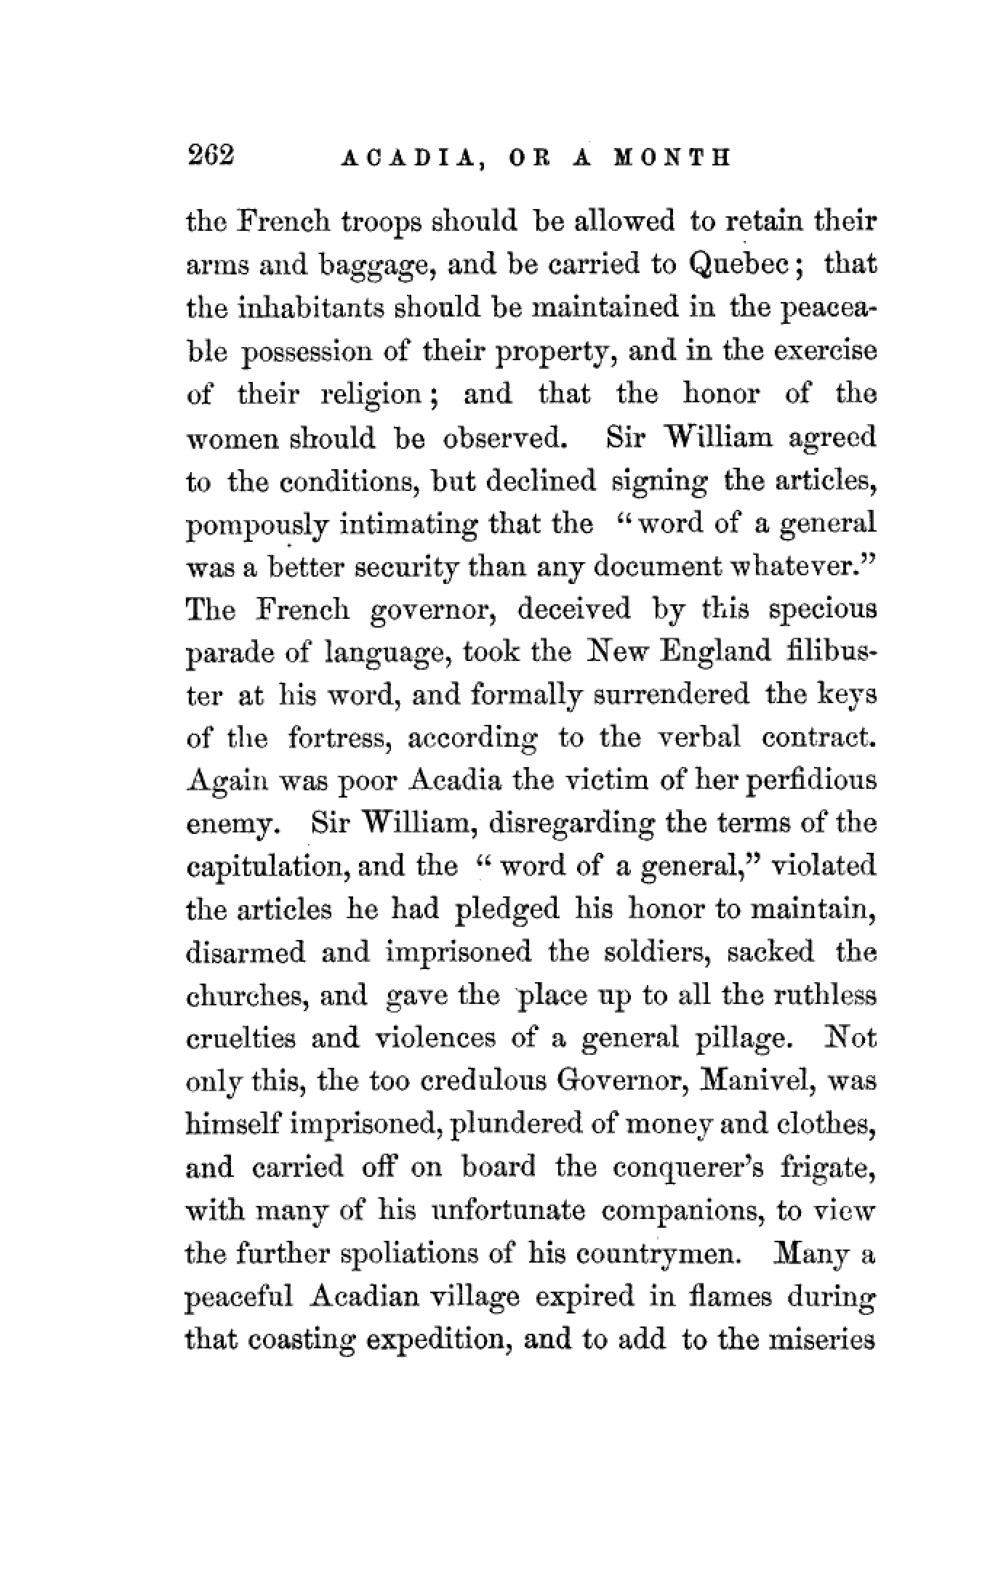 262 ACADIA, OR A MONTH
the French troops should be allowed to retain their
arms and baggage, and be carried to Quebec; that
the inhabitants should be maintained in the peacea-
ble possession of their property, and in the exercise
of their religion; and that the honor of the
women should be observed. Sir William agreed
to the conditions, but declined signing the articles,
pompously intimating that the “word of a general
was a better security than any document whatever.”
The French governor, deceived by this specious
parade of language, took the New England filibus-
ter at his word, and formally surrendered the keys
of the fortress, according to the verbal contract.
Again was poor Acadia the victim of her perfidious
enemy. Sir William, disregarding the terms of the
capitulation, and the “word of a general,” violated
the articles he had pledged his honor to maintain,
disarmed and imprisoned the soldiers, sacked the
churches, and gave the place up to all the ruthless
cruelties and violences of a general pillage. Not
only this, the too credulous Governor, Manivel, was
himself imprisoned, plundered of money and clothes,
and carried off on board the conquerer’s frigate,
with many of his unfortunate companions, to view
the further spoliations of his countrymen. Many a
peaceful Acadian village expired in flames during
that coasting expedition, and to add to the miseries